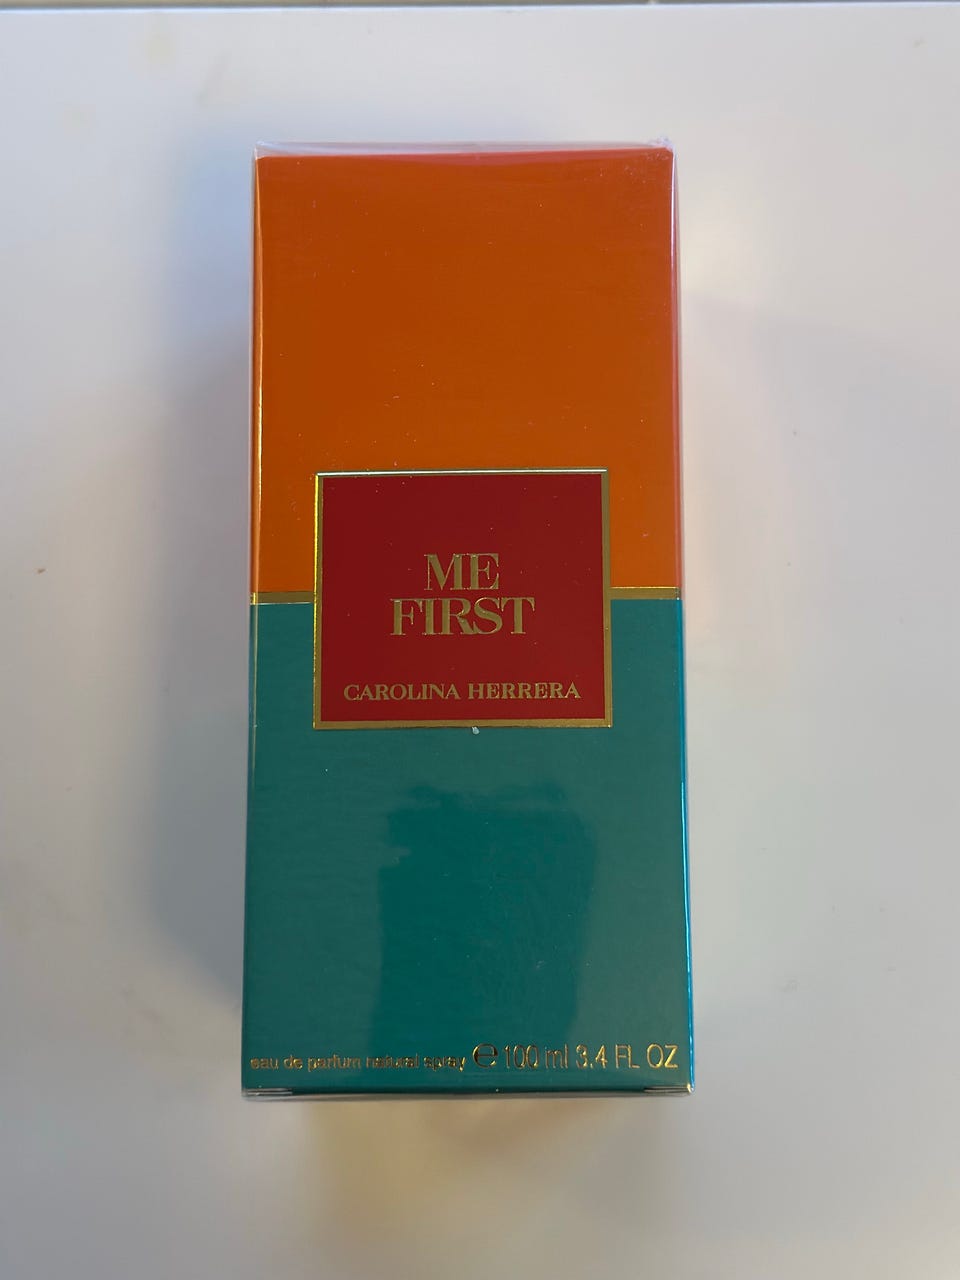 ME
FIRST
CAROLINA HERRERA
eau de parfum natural spray ℮ 100 ml 3.4 FL OZ